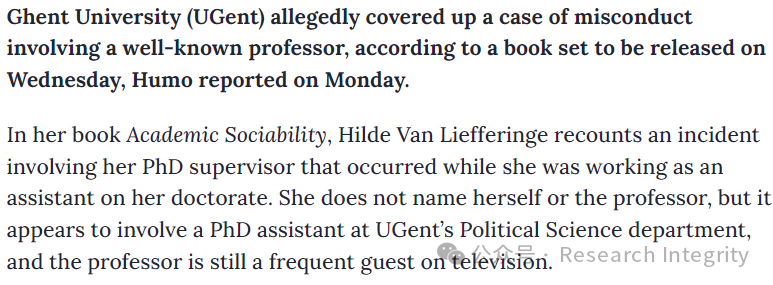 Ghent University (UGent) allegedly covered up a case of misconduct
involving a well-known professor, according to a book set to be released on
Wednesday, Humo reported on Monday.
In her book Academic Sociability, Hilde Van Liefferinge recounts an incident
involving her PhD supervisor that occurred while she was working as an
assistant on her doctorate. She does not name herself or the professor, but it
appears to involve a PhD assistant at UGent’s Political Science department,
and the professor is still a frequent guest on television.
公众号 · Research Integrity